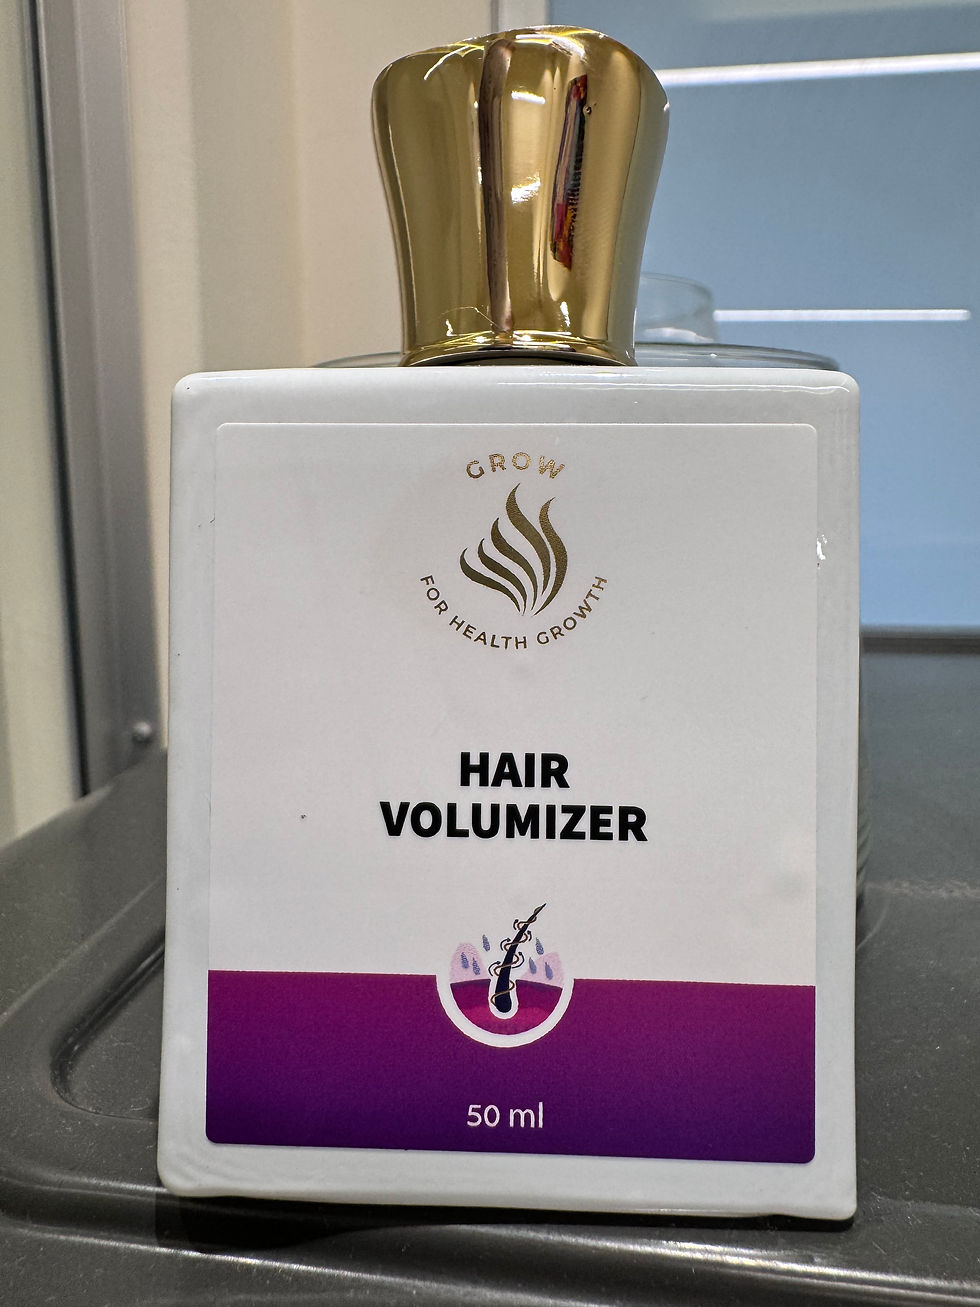 GROW
FOR HEALTH GROWTH
HAIR
VOLUMIZER
50 ml